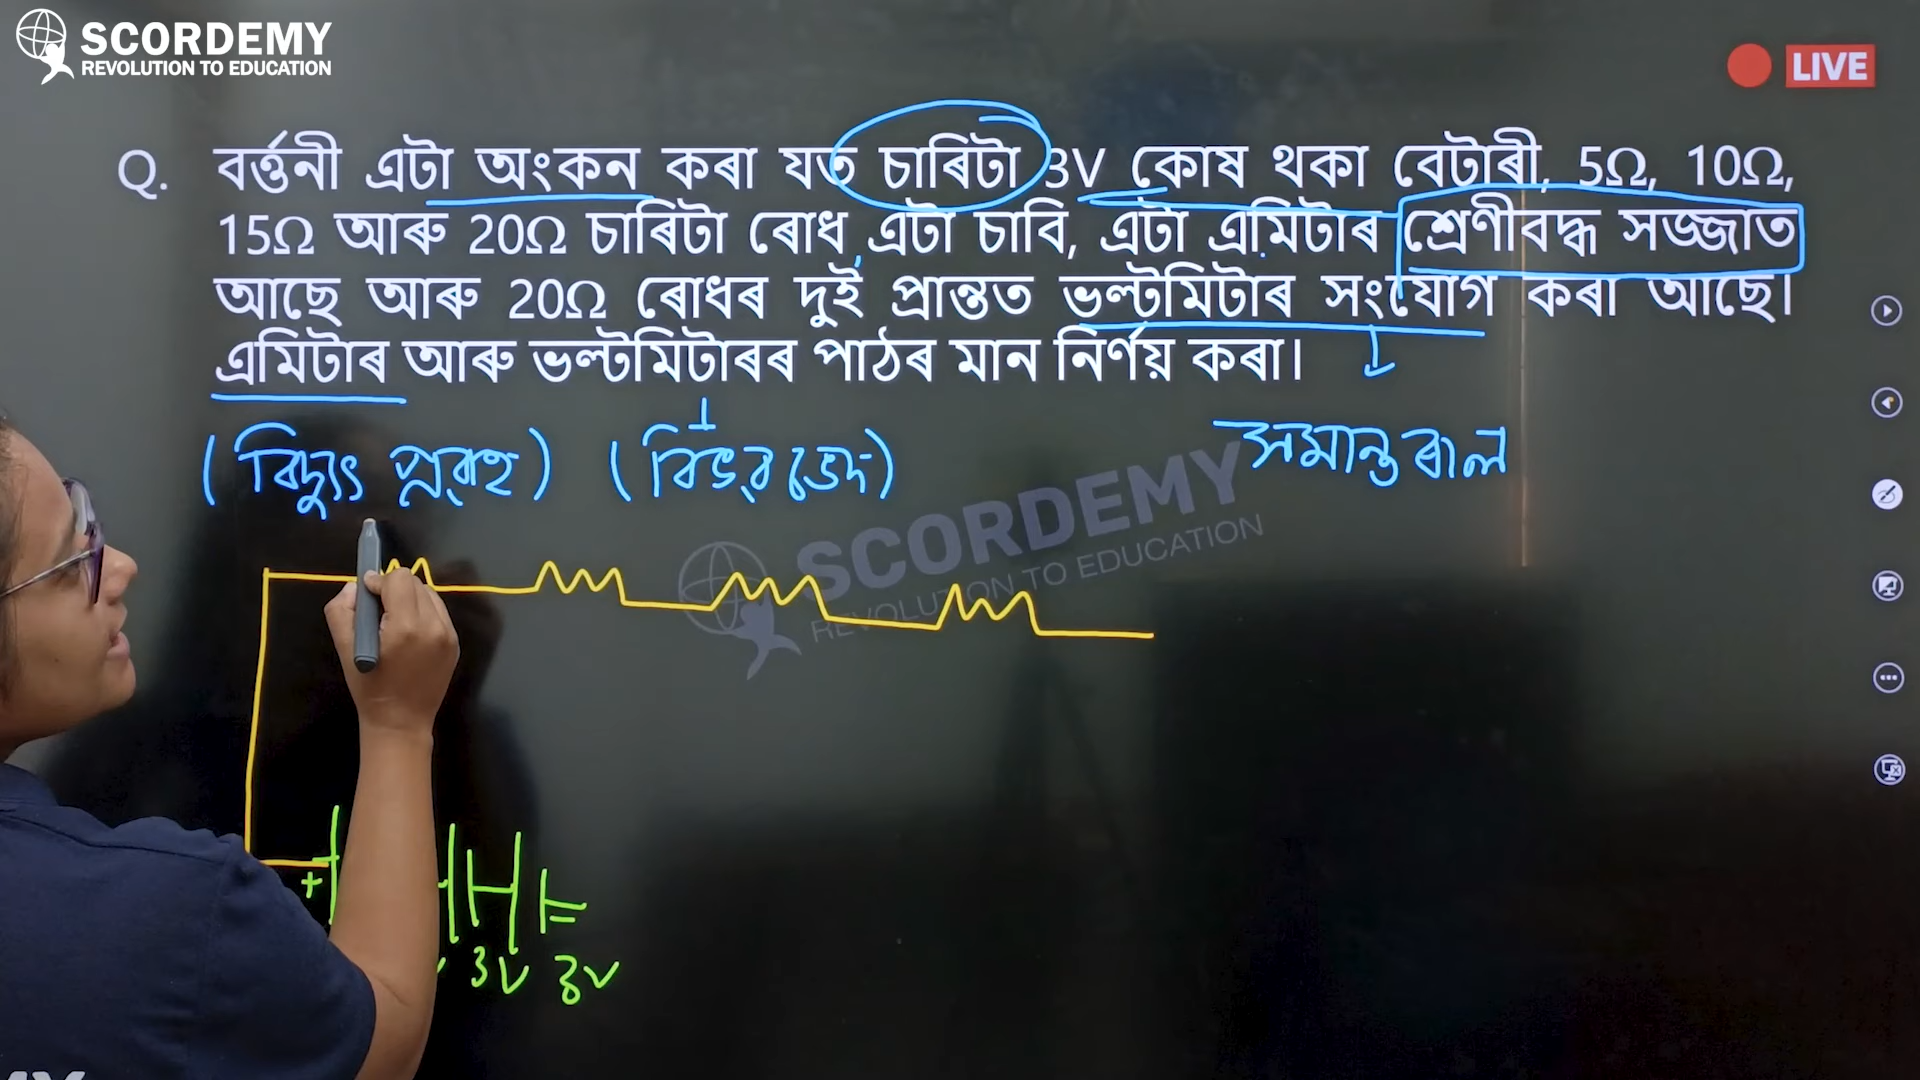 SCORDEMY
REVOLUTION TO EDUCATION
LIVE
Q. বৰ্ত্তনী এটা অংকন কৰা যত চাৰিটা 3V কোষ থকা বেটাৰী, 5Ω, 10Ω,
15Ω আৰু 20Ω চাৰিটা ৰোধ এটা চাবি, এটা এমিটাৰ শ্ৰেণীবদ্ধ সজ্জাত
আছে আৰু 20Ω ৰোধৰ দুই প্ৰান্তত ভল্টমিটাৰ সংযোগ কৰা আছে।
এমিটাৰ আৰু ভল্টমিটাৰৰ পাঠৰ মান নিৰ্ণয় কৰা।
(বিদ্যুৎ প্ৰৱাহ) (বিভৱ ভেদ) সমান্তৰাল
SCORDEMY
REVOLUTION TO EDUCATION
+
3V 3V